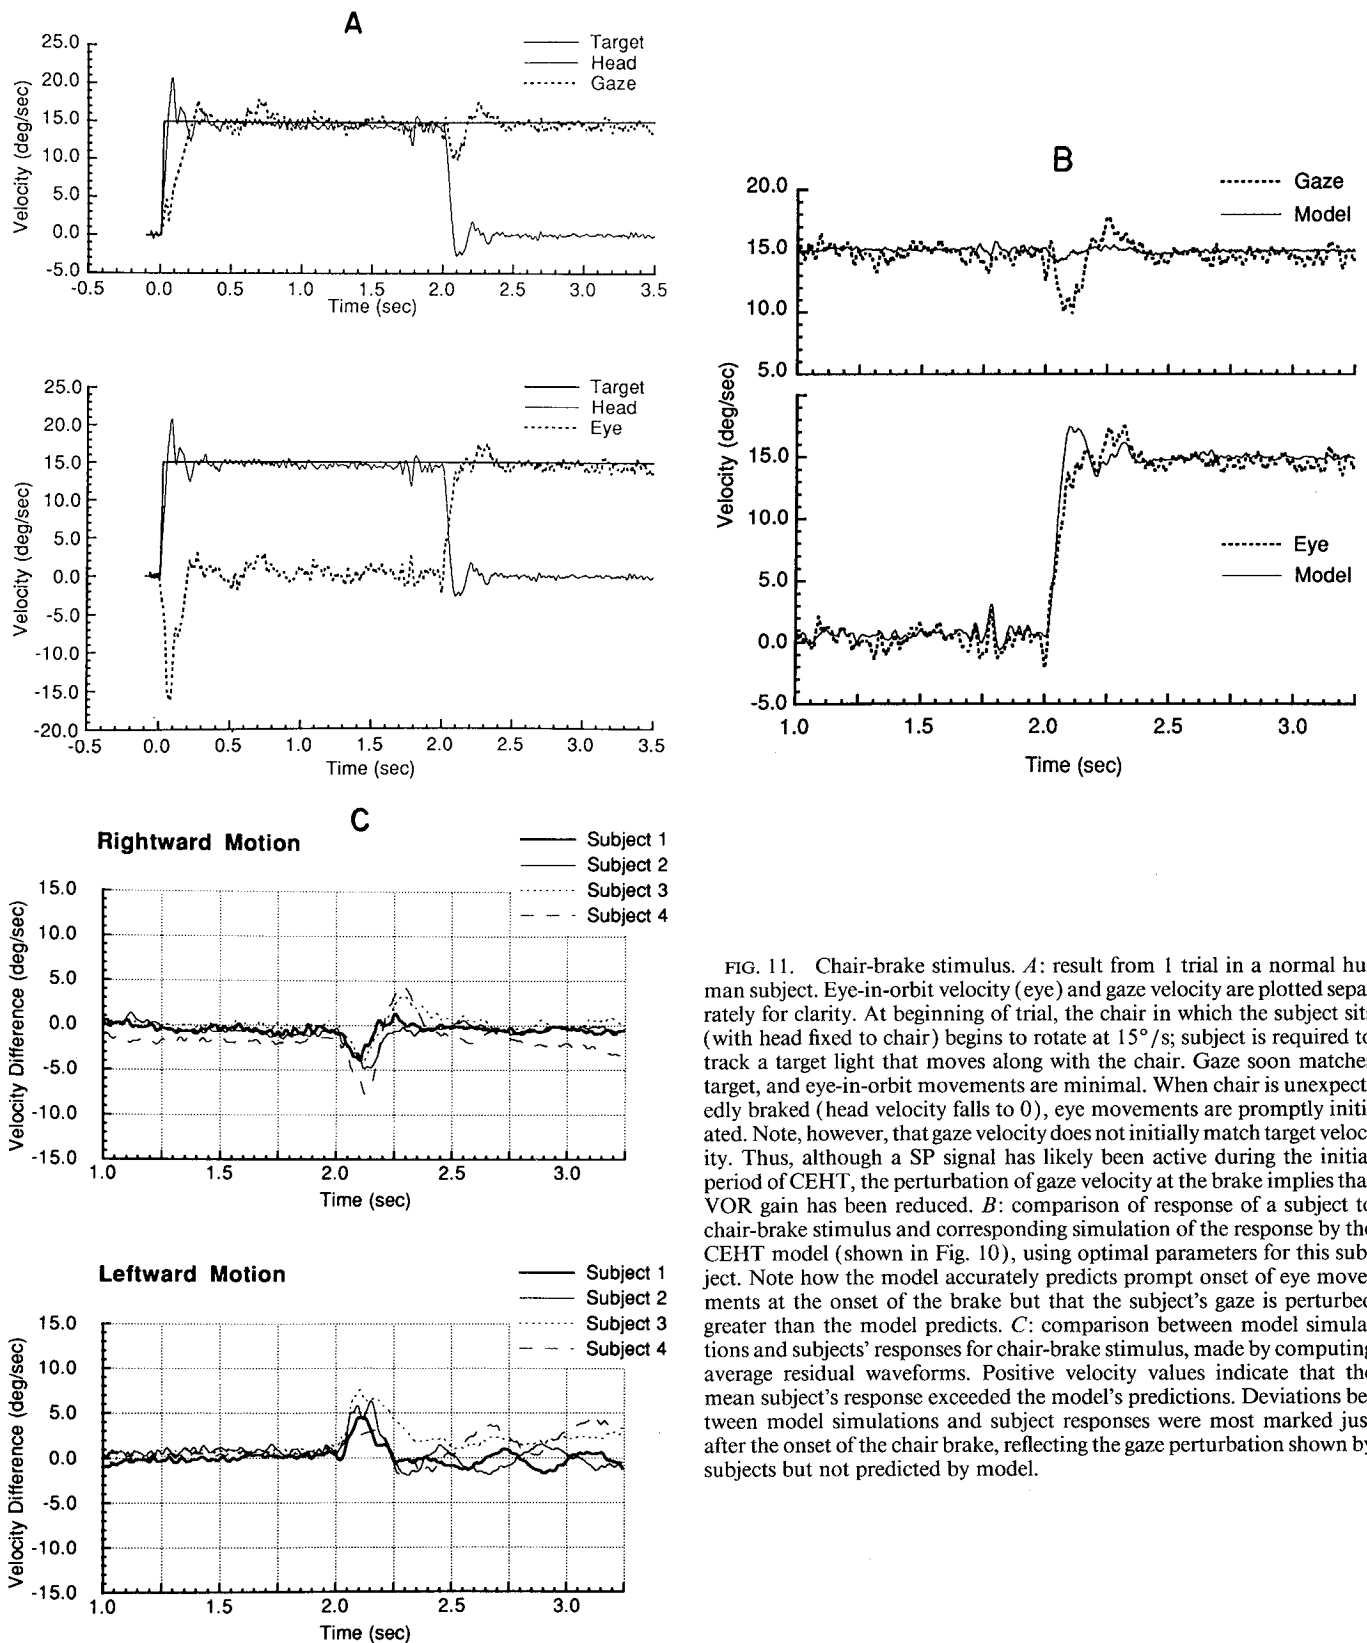 A
Target
Head
Gaze
25.0
20.0
15.0
10.0
5.0
0.0
-5.0
Velocity (deg/sec)
-0.5 0.0 0.5 1.0 1.5 2.0 2.5 3.0 3.5
Time (sec)
Target
Head
Eye
25.0
20.0
15.0
10.0
5.0
0.0
-5.0
-10.0
-15.0
-20.0
Velocity (deg/sec)
-0.5 0.0 0.5 1.0 1.5 2.0 2.5 3.0 3.5
Time (sec)
B
Gaze
Model
20.0
15.0
10.0
5.0
Velocity (deg/sec)
15.0
10.0
5.0
0.0
-5.0
Eye
Model
1.0 1.5 2.0 2.5 3.0
Time (sec)
C
Rightward Motion
Subject 1
Subject 2
Subject 3
Subject 4
15.0
10.0
5.0
0.0
-5.0
-10.0
-15.0
Velocity Difference (deg/sec)
1.0 1.5 2.0 2.5 3.0
Time (sec)
Leftward Motion
Subject 1
Subject 2
Subject 3
Subject 4
15.0
10.0
5.0
0.0
-5.0
-10.0
-15.0
Velocity Difference (deg/sec)
1.0 1.5 2.0 2.5 3.0
Time (sec)
FIG. 11. Chair-brake stimulus. A: result from 1 trial in a normal hu
man subject. Eye-in-orbit velocity (eye) and gaze velocity are plotted sepa
rately for clarity. At beginning of trial, the chair in which the subject sits
(with head fixed to chair) begins to rotate at 15°/s; subject is required to
track a target light that moves along with the chair. Gaze soon matche
target, and eye-in-orbit movements are minimal. When chair is unexpect
edly braked (head velocity falls to 0), eye movements are promptly initi
ated. Note, however, that gaze velocity does not initially match target veloc
ity. Thus, although a SP signal has likely been active during the initia
period of CEHT, the perturbation of gaze velocity at the brake implies tha
VOR gain has been reduced. B: comparison of response of a subject to
chair-brake stimulus and corresponding simulation of the response by the
CEHT model (shown in Fig. 10), using optimal parameters for this sub
ject. Note how the model accurately predicts prompt onset of eye move
ments at the onset of the brake but that the subject's gaze is perturbed
greater than the model predicts. C: comparison between model simula
tions and subjects' responses for chair-brake stimulus, made by computing
average residual waveforms. Positive velocity values indicate that the
mean subject's response exceeded the model's predictions. Deviations be
tween model simulations and subject responses were most marked jus
after the onset of the chair brake, reflecting the gaze perturbation shown by
subjects but not predicted by model.